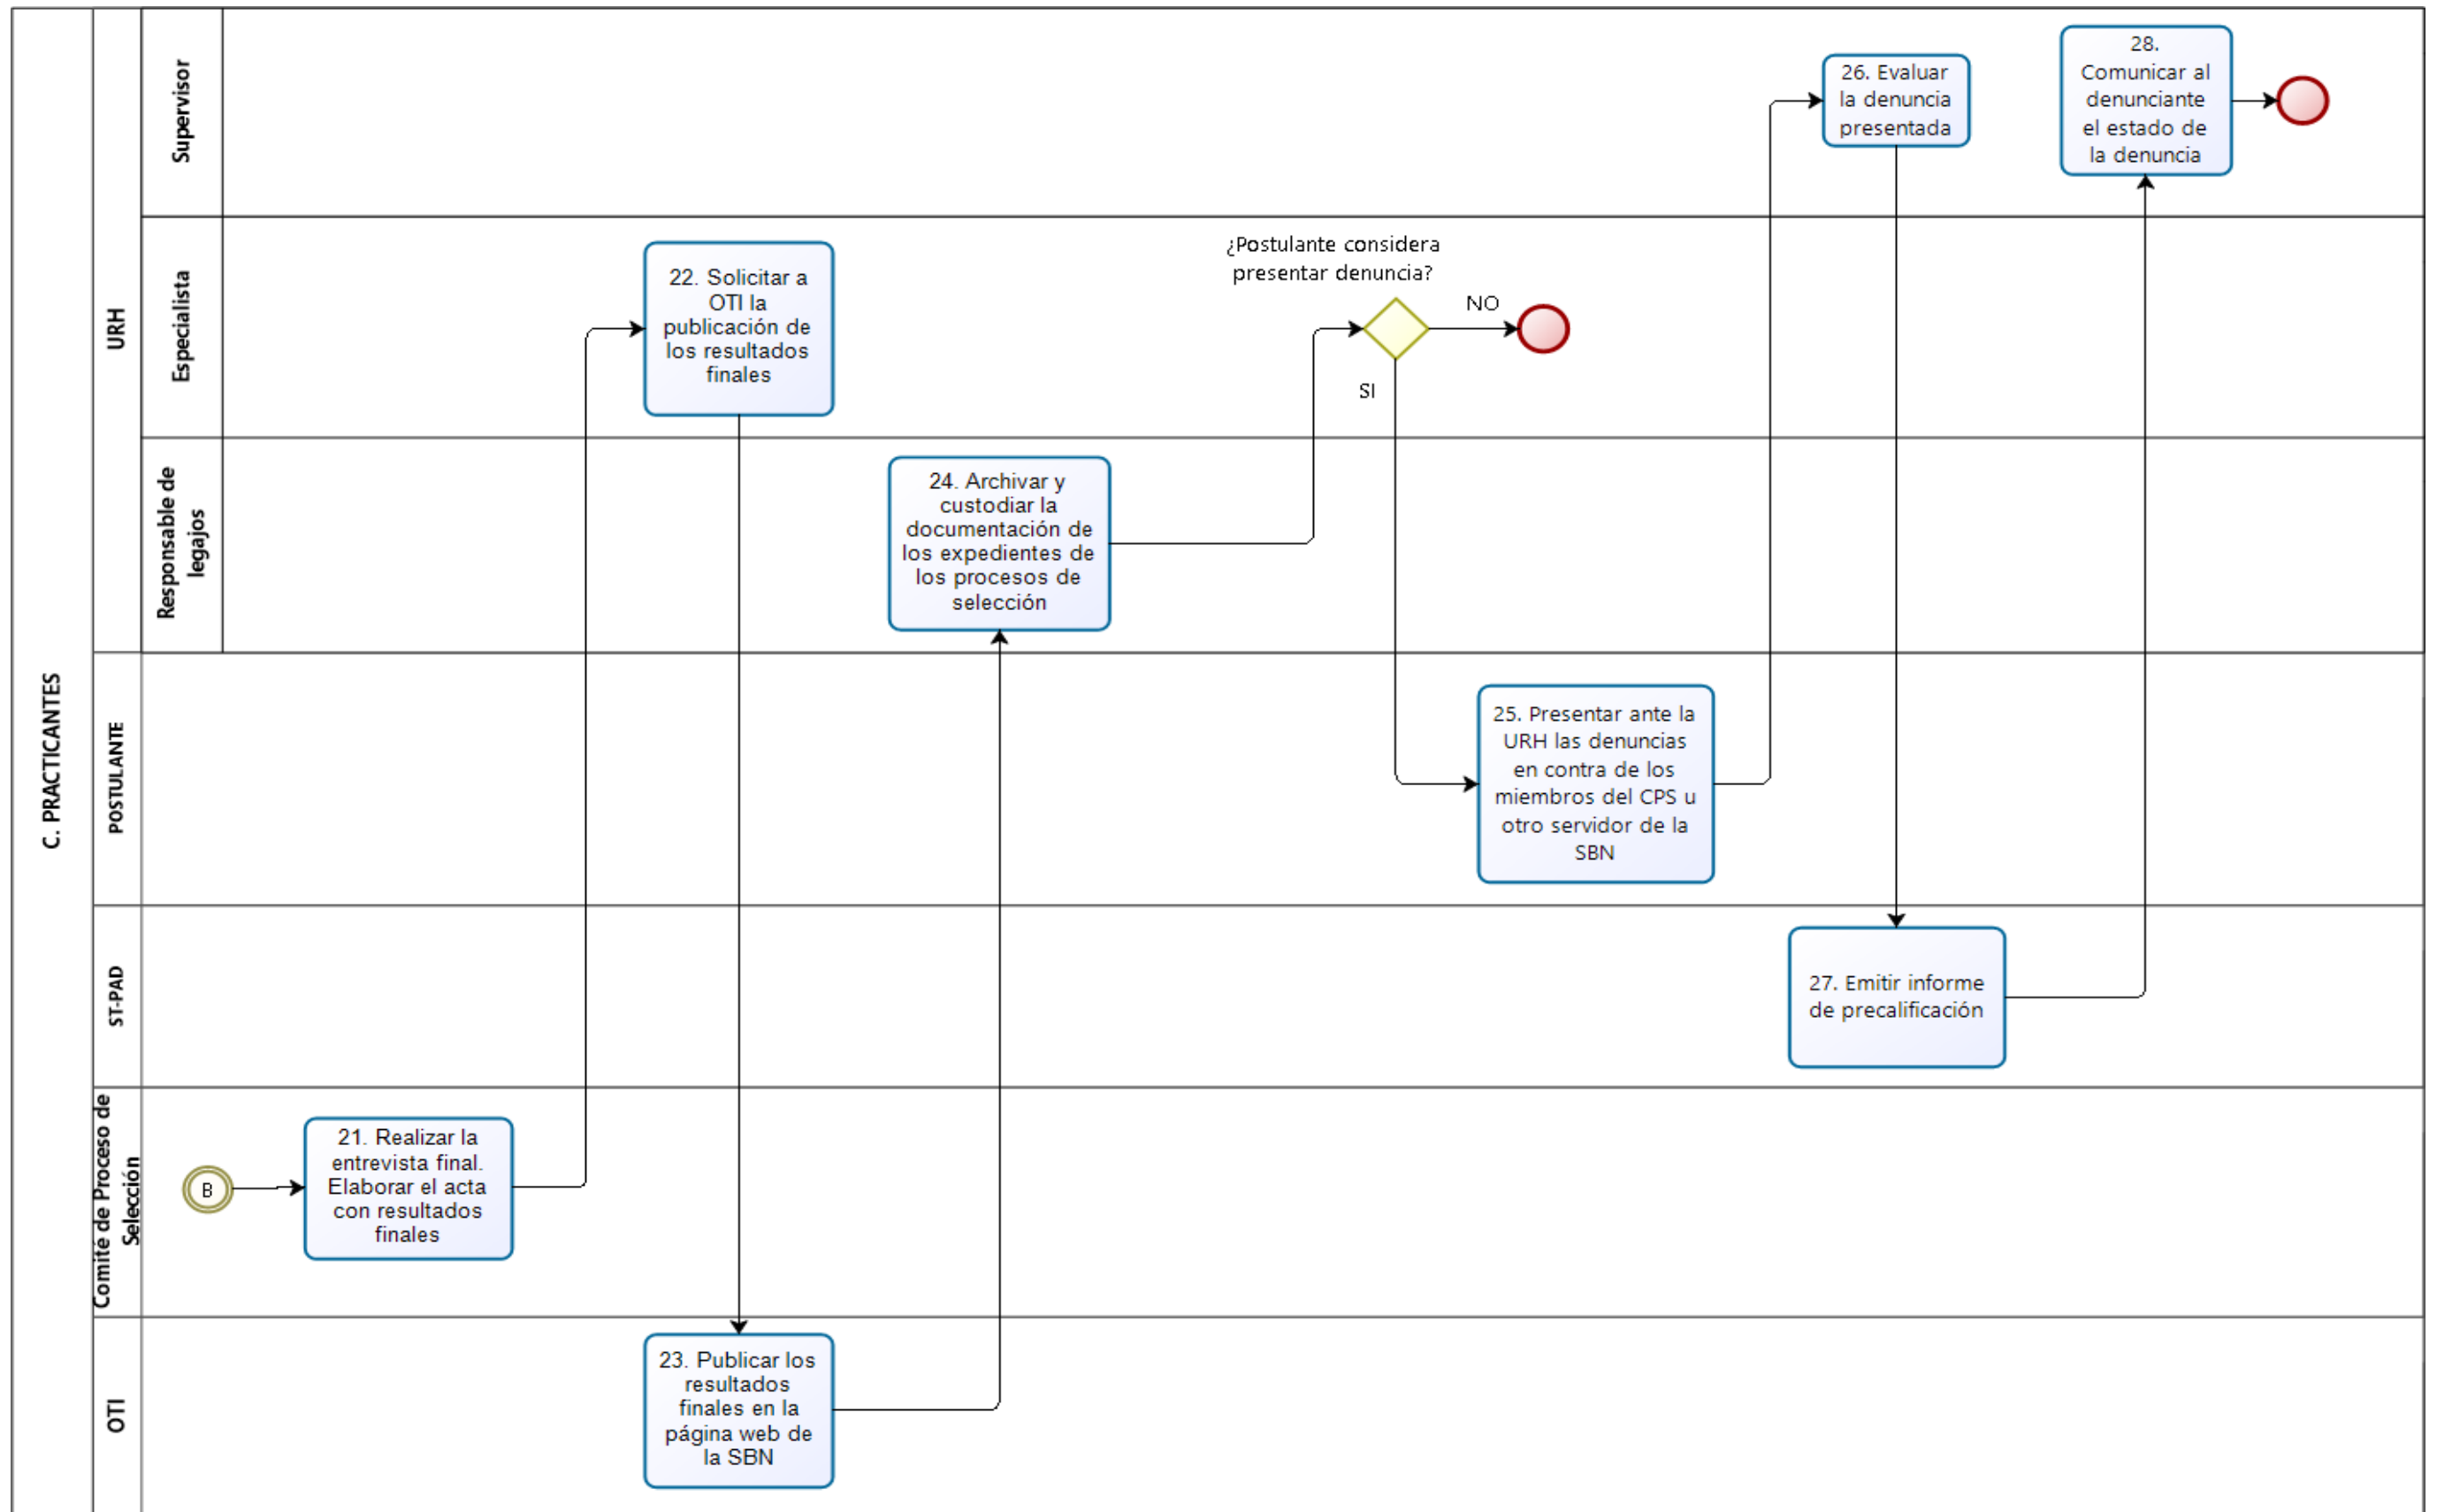 C. PRACTICANTES
URH
Supervisor
26. Evaluar
la denuncia
presentada
28.
Comunicar al
denunciante
el estado de
la denuncia
Especialista
22. Solicitar a
OTI la
publicación de
los resultados
finales
¿Postulante considera
presentar denuncia?
NO
SI
Responsable de
legajos
24. Archivar y
custodiar la
documentación de
los expedientes de
los procesos de
selección
POSTULANTE
25. Presentar ante la
URH las denuncias
en contra de los
miembros del CPS u
otro servidor de la
SBN
ST-PAD
27. Emitir informe
de precalificación
Comité de Proceso de
Selección
B
21. Realizar la
entrevista final.
Elaborar el acta
con resultados
finales
OTI
23. Publicar los
resultados
finales en la
página web de
la SBN